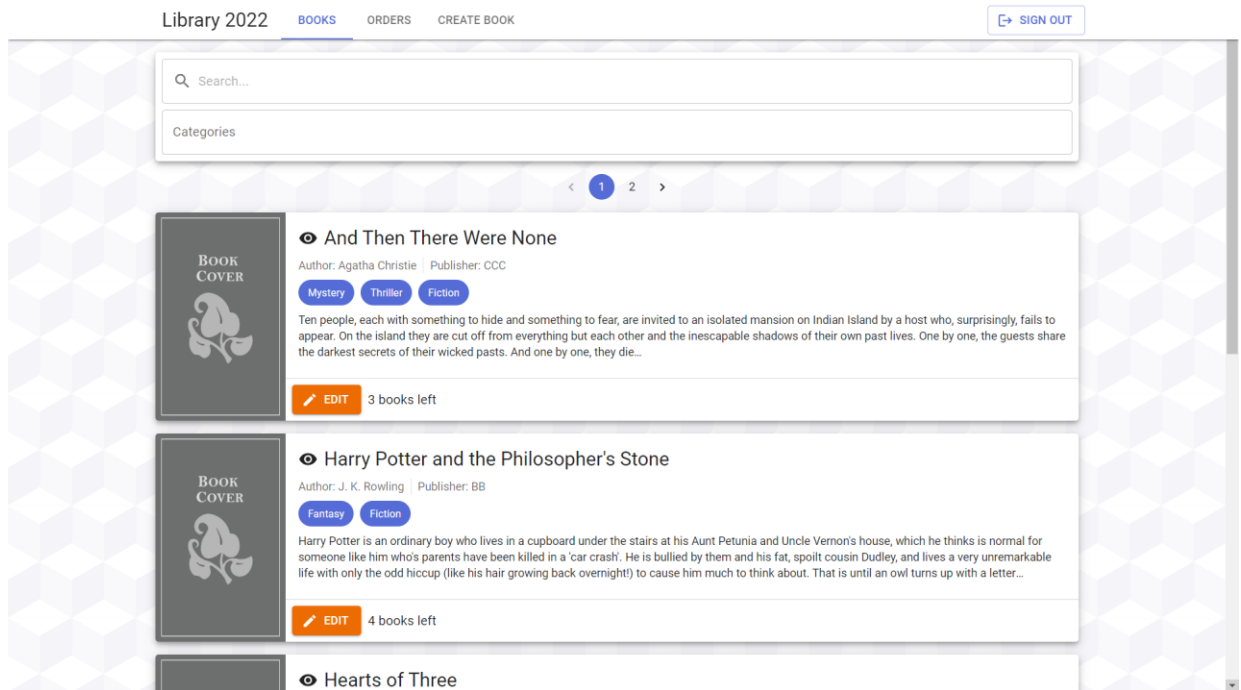 Library 2022 BOOKS ORDERS CREATE BOOK SIGN OUT
Search...
Categories
1 2
BOOK
COVER
And Then There Were None
Author: Agatha Christie Publisher: CCC
Mystery Thriller Fiction
Ten people, each with something to hide and something to fear, are invited to an isolated mansion on Indian Island by a host who, surprisingly, fails to
appear. On the island they are cut off from everything but each other and the inescapable shadows of their own past lives. One by one, the guests share
the darkest secrets of their wicked pasts. And one by one, they die...
EDIT 3 books left
BOOK
COVER
Harry Potter and the Philosopher's Stone
Author: J. K. Rowling Publisher: BB
Fantasy Fiction
Harry Potter is an ordinary boy who lives in a cupboard under the stairs at his Aunt Petunia and Uncle Vernon's house, which he thinks is normal for
someone like him who's parents have been killed in a 'car crash'. He is bullied by them and his fat, spoilt cousin Dudley, and lives a very unremarkable
life with only the odd hiccup (like his hair growing back overnight!) to cause him much to think about. That is until an owl turns up with a letter...
EDIT 4 books left
Hearts of Three